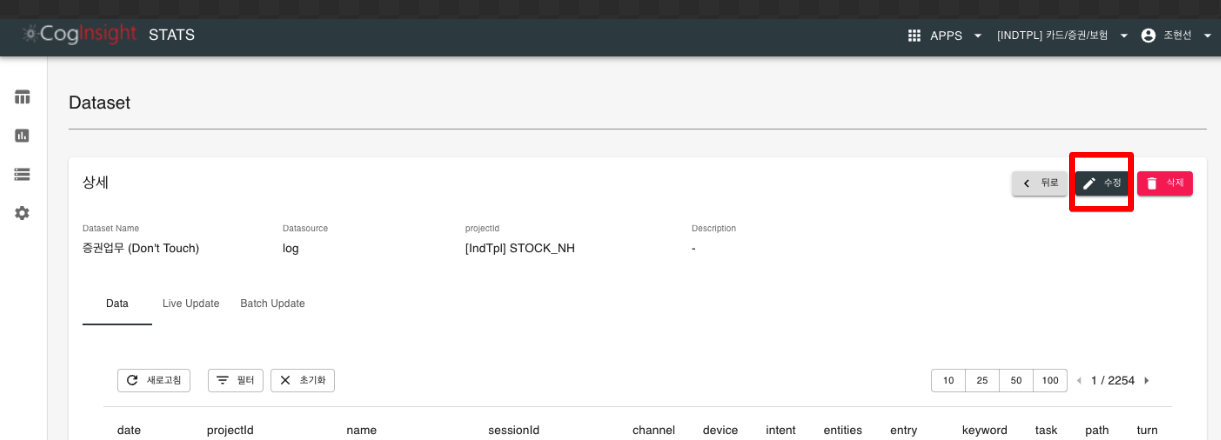 CogInsight STATS APPS [INDTPL] 카드/증권/보험 조현선
Dataset
상세 뒤로 수정 삭제
Dataset Name Datasource projectId Description
증권업무 (Don't Touch) log [IndTpl] STOCK_NH -
Data Live Update Batch Update
새로고침 필터 초기화 10 25 50 100 1 / 2254
date projectId name sessionId channel device intent entities entry keyword task path turn